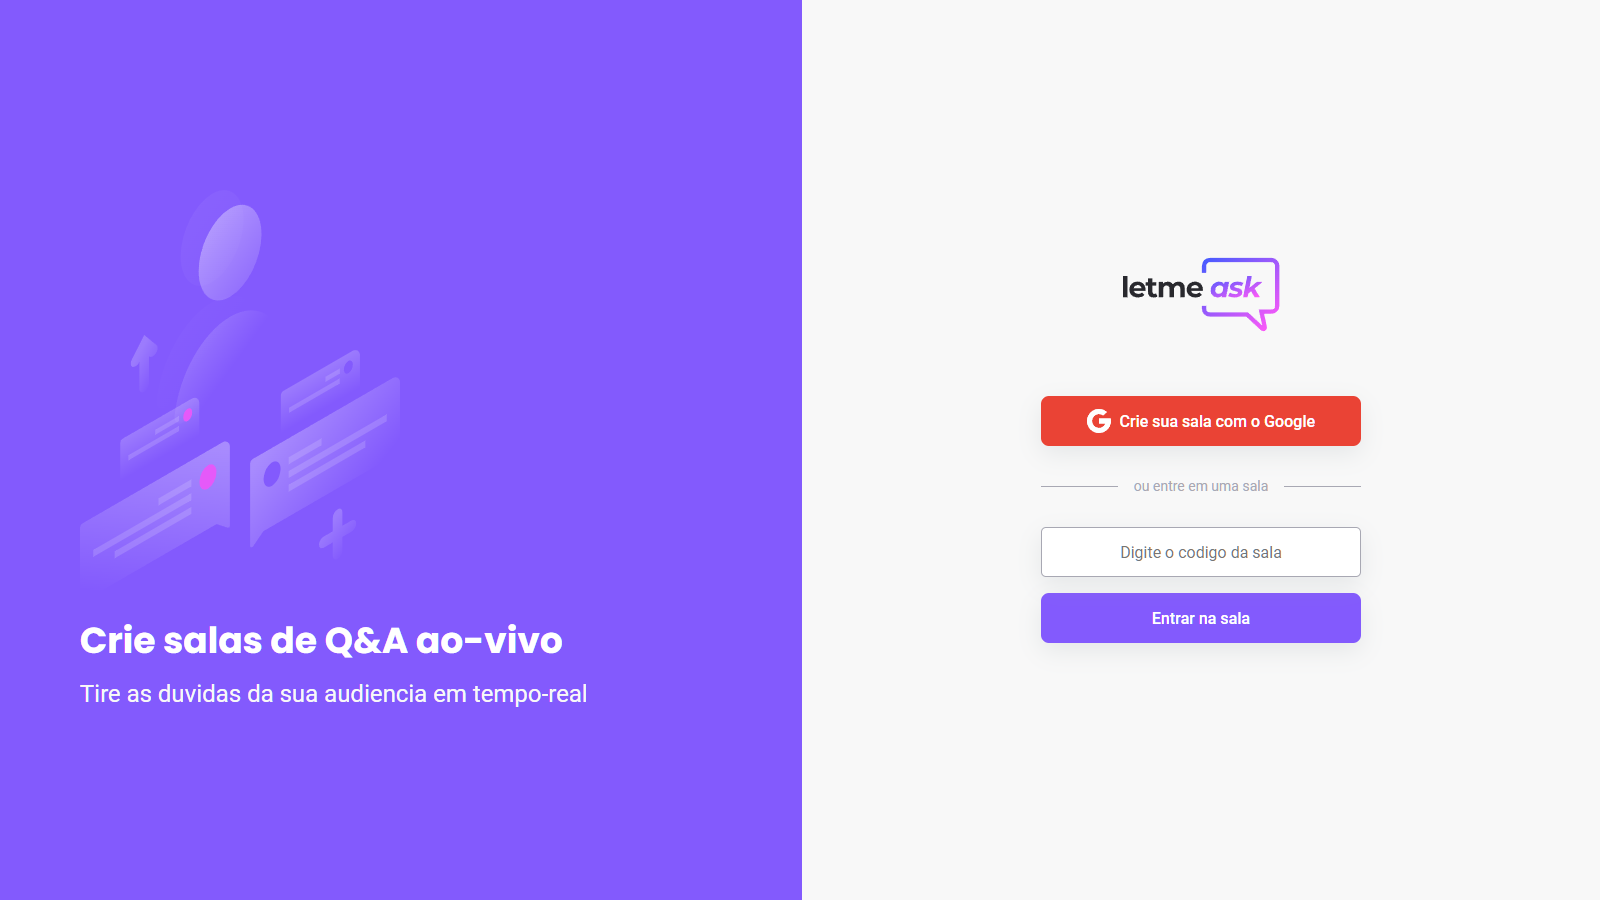 Crie salas de Q&A ao-vivo
Tire as duvidas da sua audiencia em tempo-real
letme ask
Crie sua sala com o Google
ou entre em uma sala
Digite o codigo da sala
Entrar na sala